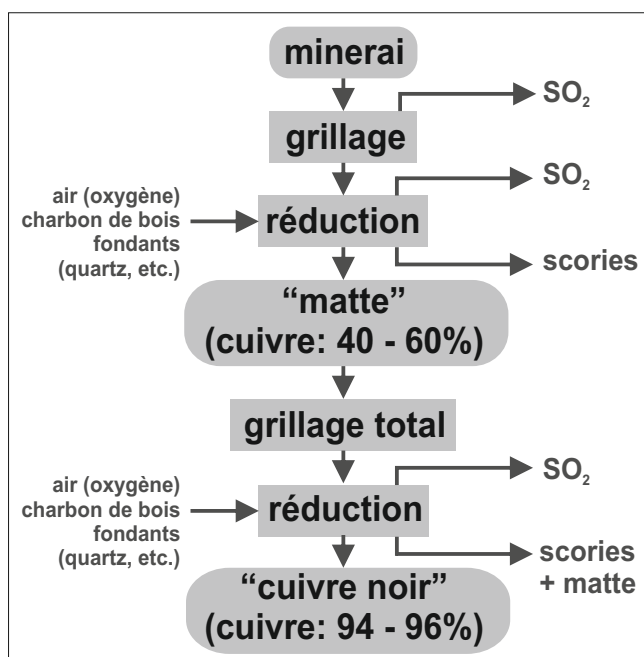 minerai
SO₂
grillage
SO₂
air (oxygène)
charbon de bois
fondants
(quartz, etc.)
réduction
scories
“matte”
(cuivre: 40 - 60%)
grillage total
SO₂
air (oxygène)
charbon de bois
fondants
(quartz, etc.)
réduction
scories
+ matte
“cuivre noir”
(cuivre: 94 - 96%)